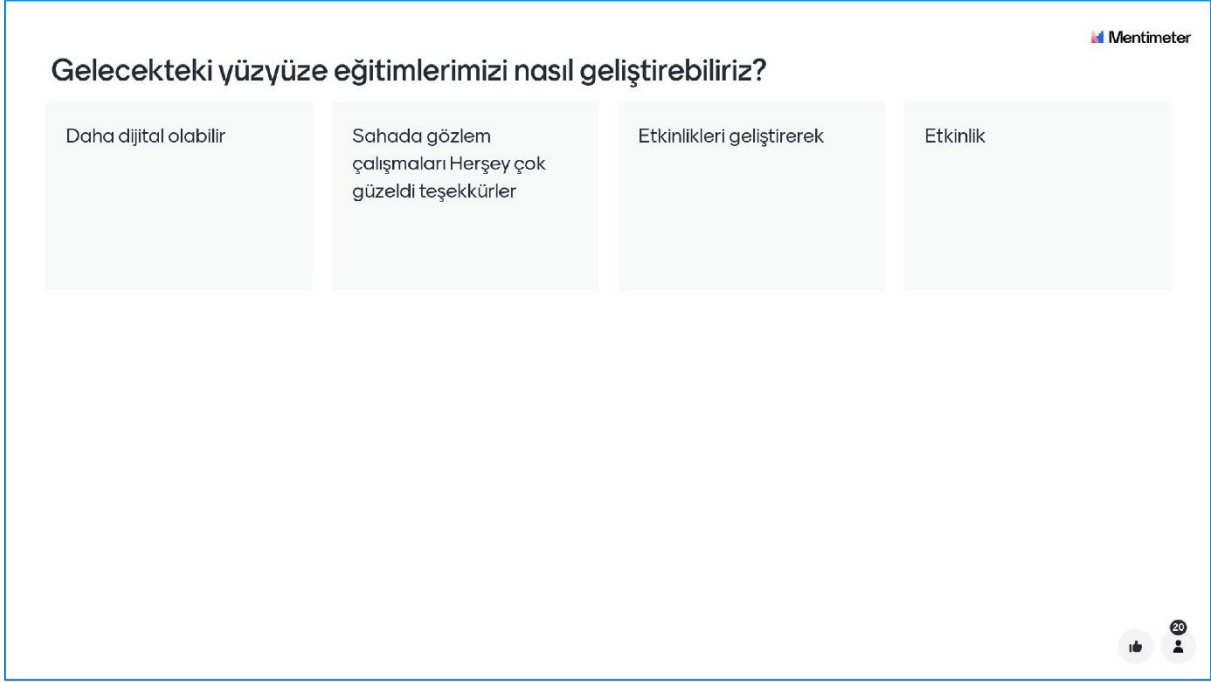 Mentimeter
Gelecekteki yüzyüze eğitimlerimizi nasıl geliştirebiliriz?
Daha dijital olabilir
Sahada gözlem
çalışmaları Herşey çok
güzeldi teşekkürler
Etkinlikleri geliştirerek
Etkinlik
20